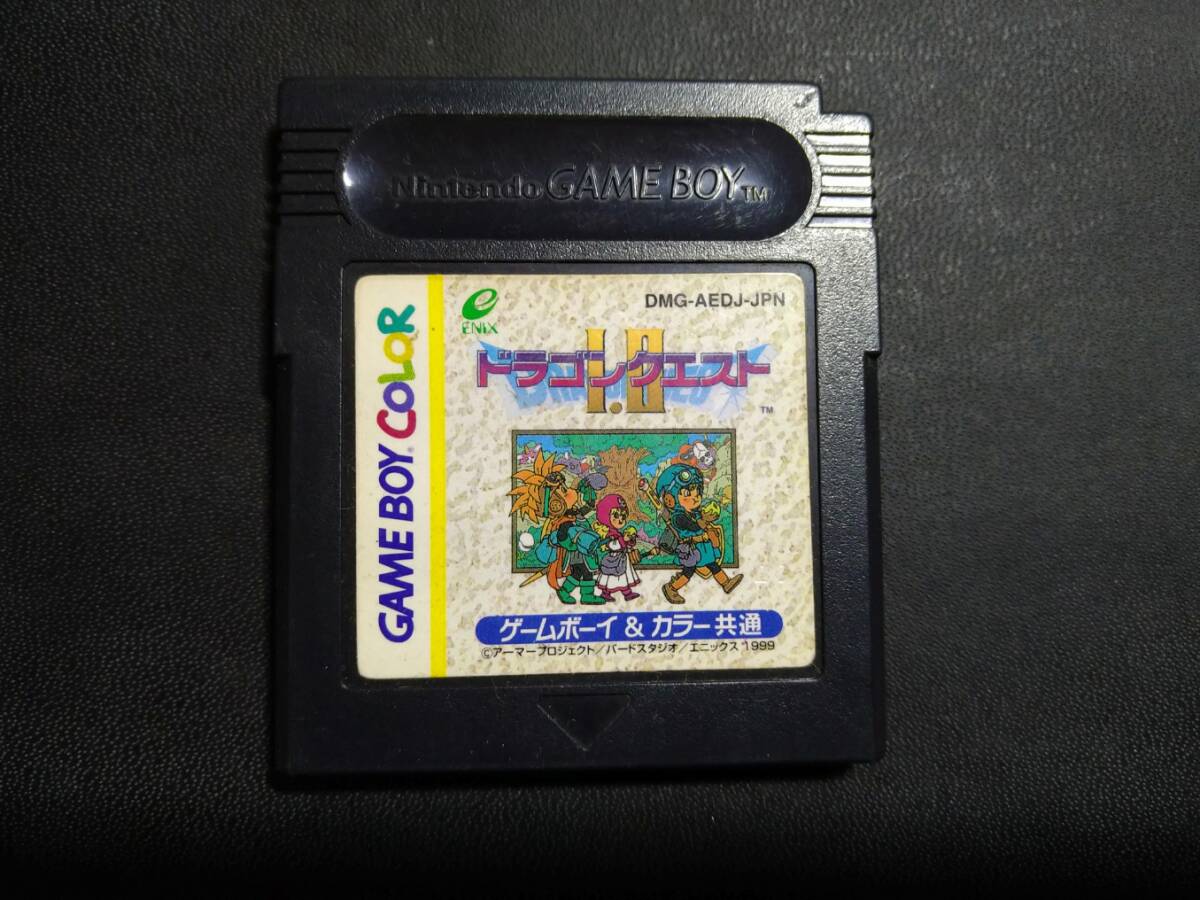 Nintendo GAME BOY TM
GAME BOY COLOR
ENIX
DMG-AEDJ-JPN
ドラゴンクエスト
I・II
TM
ゲームボーイ & カラー共通
©アーマープロジェクト/バードスタジオ/エニックス 1999